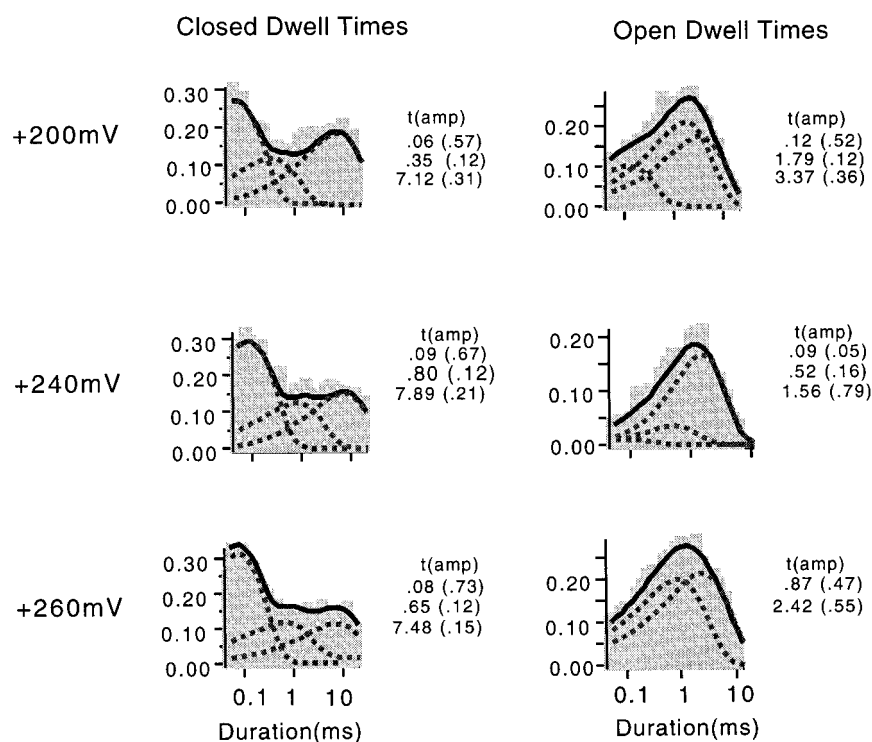 Closed Dwell Times
Open Dwell Times
+200mV
0.30
0.20
0.10
0.00
t(amp)
.06 (.57)
.35 (.12)
7.12 (.31)
0.20
0.10
0.00
t(amp)
.12 (.52)
1.79 (.12)
3.37 (.36)
+240mV
0.30
0.20
0.10
0.00
t(amp)
.09 (.67)
.80 (.12)
7.89 (.21)
0.20
0.10
0.00
t(amp)
.09 (.05)
.52 (.16)
1.56 (.79)
+260mV
0.30
0.20
0.10
0.00
0.1 1 10
Duration(ms)
t(amp)
.08 (.73)
.65 (.12)
7.48 (.15)
0.20
0.10
0.00
0.1 1 10
Duration(ms)
t(amp)
.87 (.47)
2.42 (.55)